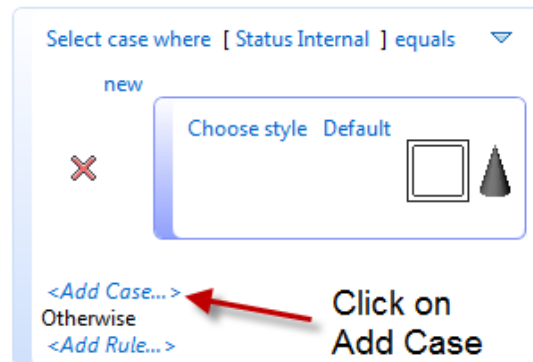 Select case where [ Status Internal ] equals
new
Choose style Default
<Add Case...>
Otherwise
<Add Rule...>
Click on
Add Case